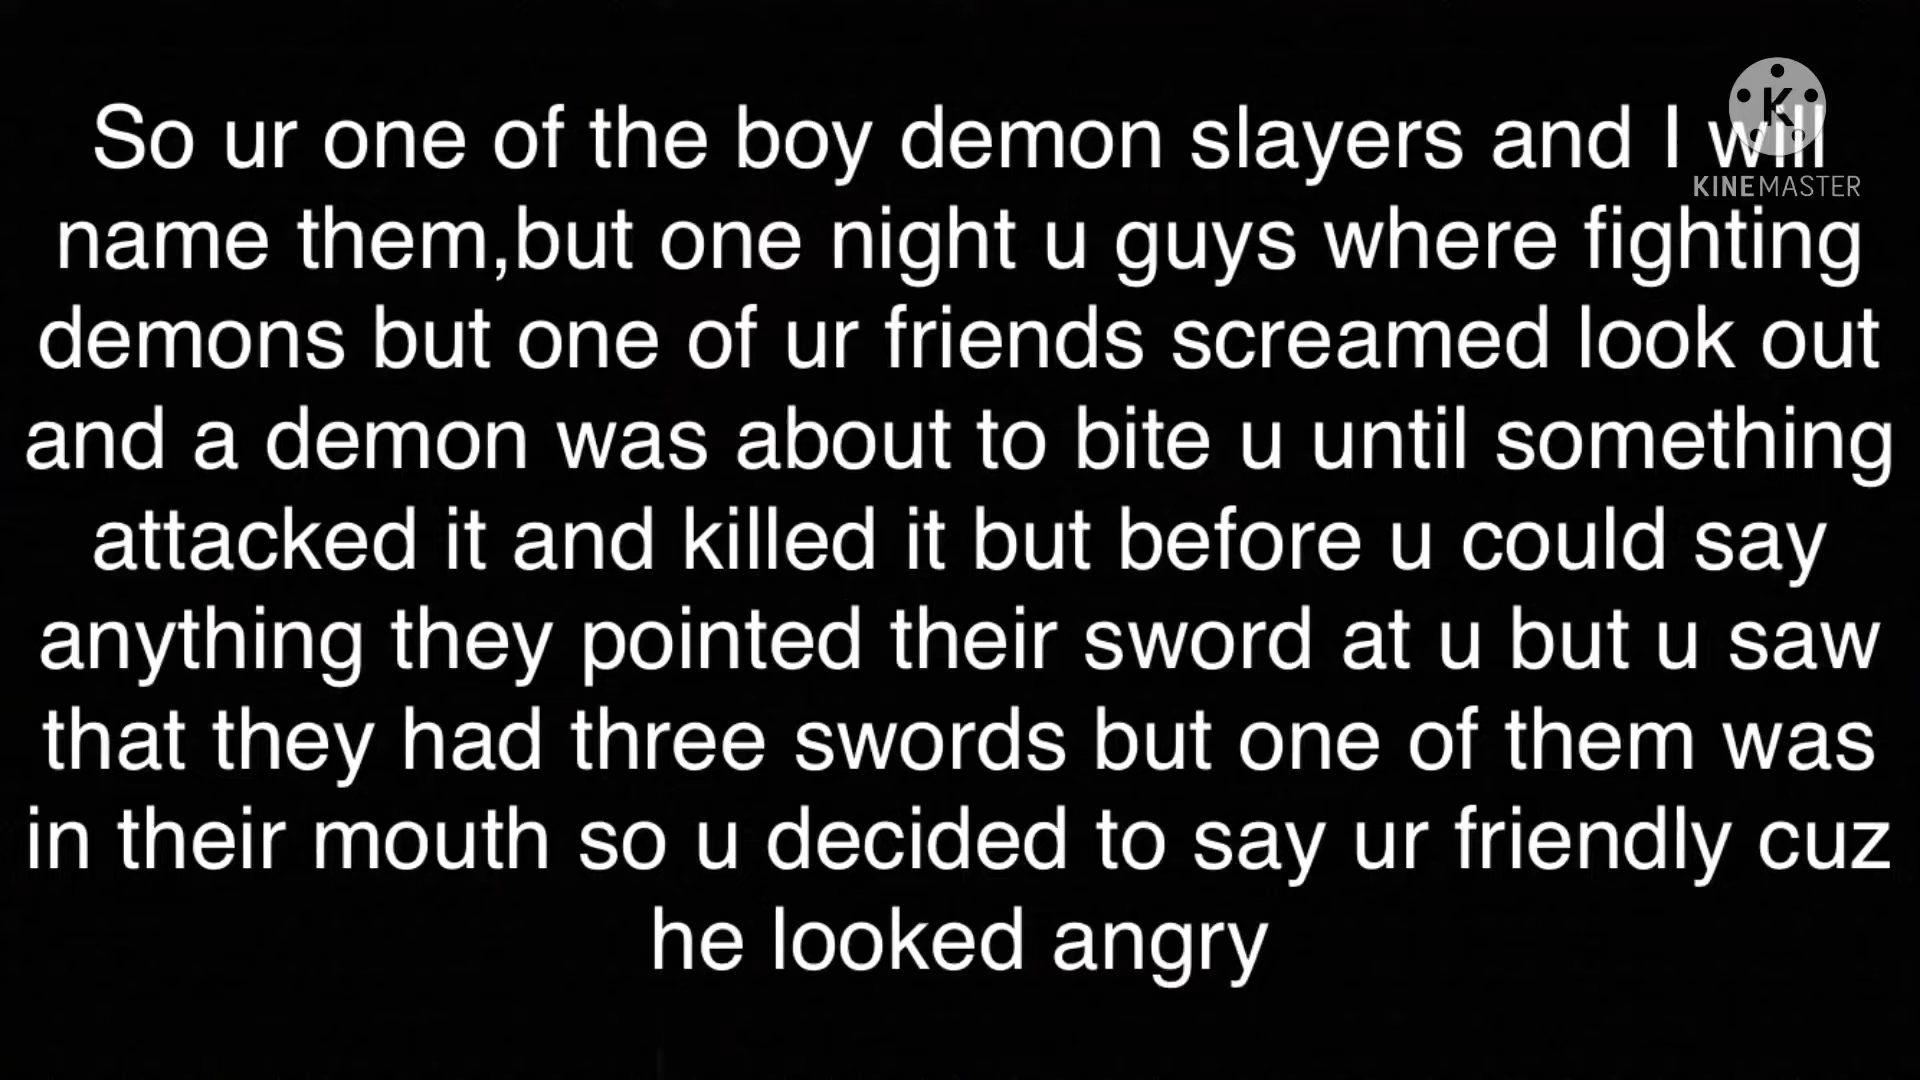 So ur one of the boy demon slayers and I will
name them,but one night u guys where fighting
demons but one of ur friends screamed look out
and a demon was about to bite u until something
attacked it and killed it but before u could say
anything they pointed their sword at u but u saw
that they had three swords but one of them was
in their mouth so u decided to say ur friendly cuz
he looked angry
K
KINEMASTER